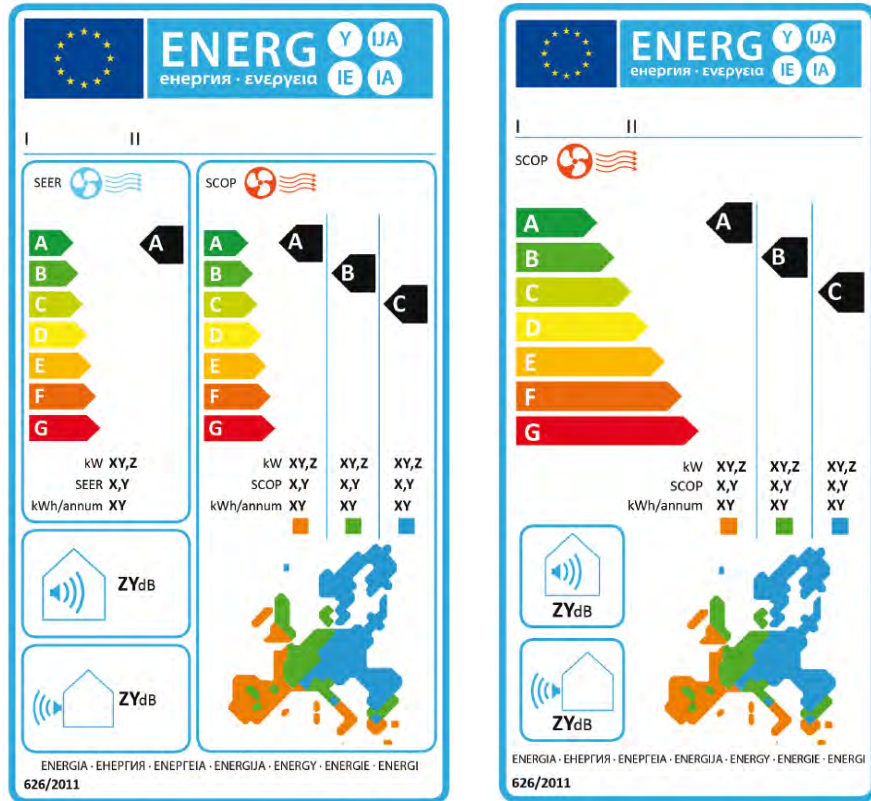 ENERG Y IJA
енергия · ενεργεια IE IA
I II
SEER
A A
B
C
D
E
F
G
kW XY,Z
SEER X,Y
kWh/annum XY
SCOP
A A
B B
C C
D
E
F
G
kW XY,Z XY,Z XY,Z
SCOP X,Y X,Y X,Y
kWh/annum XY XY XY
ZYdB
ZYdB
ENERGIA · ЕНЕРГИЯ · ΕΝΕΡΓΕΙΑ · ENERGIJA · ENERGY · ENERGIE · ENERGI
626/2011
ENERG Y IJA
енергия · ενεργεια IE IA
I II
SCOP
A A
B B
C C
D
E
F
G
kW XY,Z XY,Z XY,Z
SCOP X,Y X,Y X,Y
kWh/annum XY XY XY
ZYdB
ZYdB
ENERGIA · ЕНЕРГИЯ · ΕΝΕΡΓΕΙΑ · ENERGIJA · ENERGY · ENERGIE · ENERGI
626/2011